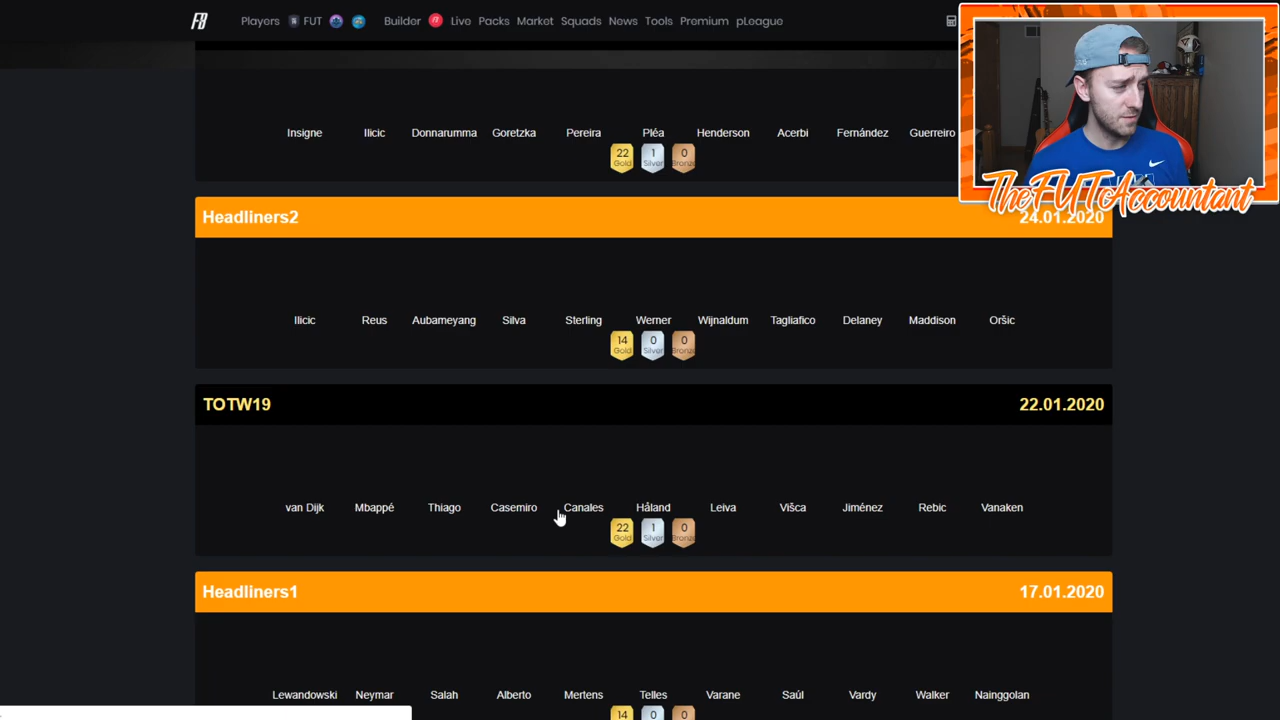 FB Players FUT Builder Live Packs Market Squads News Tools Premium pLeague
TheFUTAccountant
Insigne Ilicic Donnarumma Goretzka Pereira Pléa Henderson Acerbi Fernández Guerreiro
22 1 0
Gold Silver Bronze
Headliners2 24.01.2020
Ilicic Reus Aubameyang Silva Sterling Werner Wijnaldum Tagliafico Delaney Maddison Oršic
14 0 0
Gold Silver Bronze
TOTW19 22.01.2020
van Dijk Mbappé Thiago Casemiro Canales Håland Leiva Višca Jiménez Rebic Vanaken
22 1 0
Gold Silver Bronze
Headliners1 17.01.2020
Lewandowski Neymar Salah Alberto Mertens Telles Varane Saúl Vardy Walker Nainggolan
14 0 0